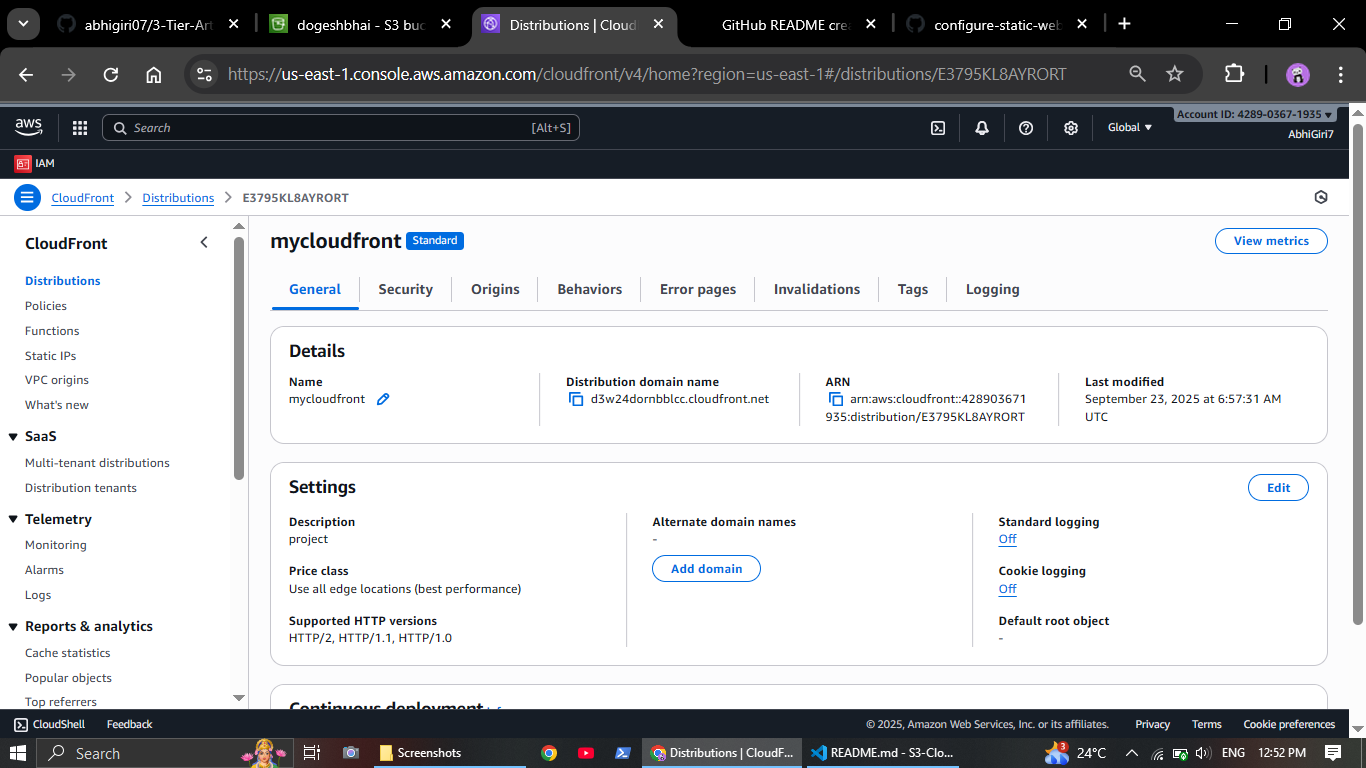 abhigiri07/3-Tier-Art
dogeshbhai - S3 buc
Distributions | Cloud
GitHub README cre
configure-static-web
https://us-east-1.console.aws.amazon.com/cloudfront/v4/home?region=us-east-1#/distributions/E3795KL8AYRORT
aws
Search
[Alt+S]
Global
Account ID: 4289-0367-1935
AbhiGiri7
IAM
CloudFront
Distributions
E3795KL8AYRORT
CloudFront
Distributions
Policies
Functions
Static IPs
VPC origins
What's new
SaaS
Multi-tenant distributions
Distribution tenants
Telemetry
Monitoring
Alarms
Logs
Reports & analytics
Cache statistics
Popular objects
Top referrers
mycloudfront
Standard
View metrics
General
Security
Origins
Behaviors
Error pages
Invalidations
Tags
Logging
Details
Name
mycloudfront
Distribution domain name
d3w24dornbblcc.cloudfront.net
ARN
arn:aws:cloudfront::428903671
935:distribution/E3795KL8AYRORT
Last modified
September 23, 2025 at 6:57:31 AM
UTC
Settings
Edit
Description
project
Price class
Use all edge locations (best performance)
Supported HTTP versions
HTTP/2, HTTP/1.1, HTTP/1.0
Alternate domain names
-
Add domain
Standard logging
Off
Cookie logging
Off
Default root object
-
Continuous deployment
CloudShell
Feedback
© 2025, Amazon Web Services, Inc. or its affiliates.
Privacy
Terms
Cookie preferences
Search
Screenshots
Distributions | CloudF...
README.md - S3-Clo...
3
24°C
ENG
12:52 PM